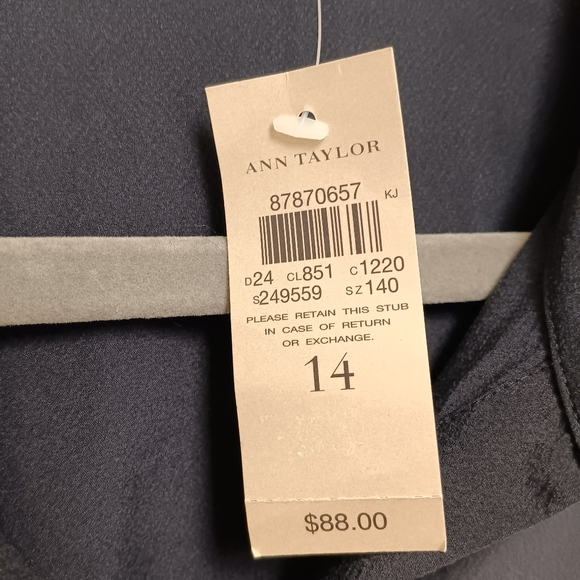 ANN TAYLOR
87870657 KJ
D24 CL851 C1220
S249559 SZ140
PLEASE RETAIN THIS STUB
IN CASE OF RETURN
OR EXCHANGE.
14
$88.00